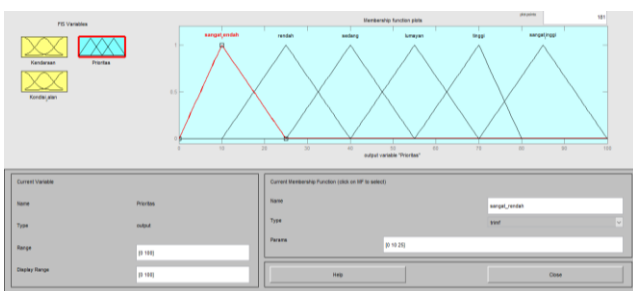 FIS Variables
Membership function plots
plot points:
181
Kendaraan
Prioritas
Kondisi_jalan
sangat_rendah
rendah
sedang
lumayan
tinggi
sangat_tinggi
1
0.5
0
0
10
20
30
40
50
60
70
80
90
100
output variable "Prioritas"
Current Variable
Name
Prioritas
Type
output
Range
[0 100]
Display Range
[0 100]
Current Membership Function (click on MF to select)
Name
sangat_rendah
Type
trimf
Params
[0 10 25]
Help
Close